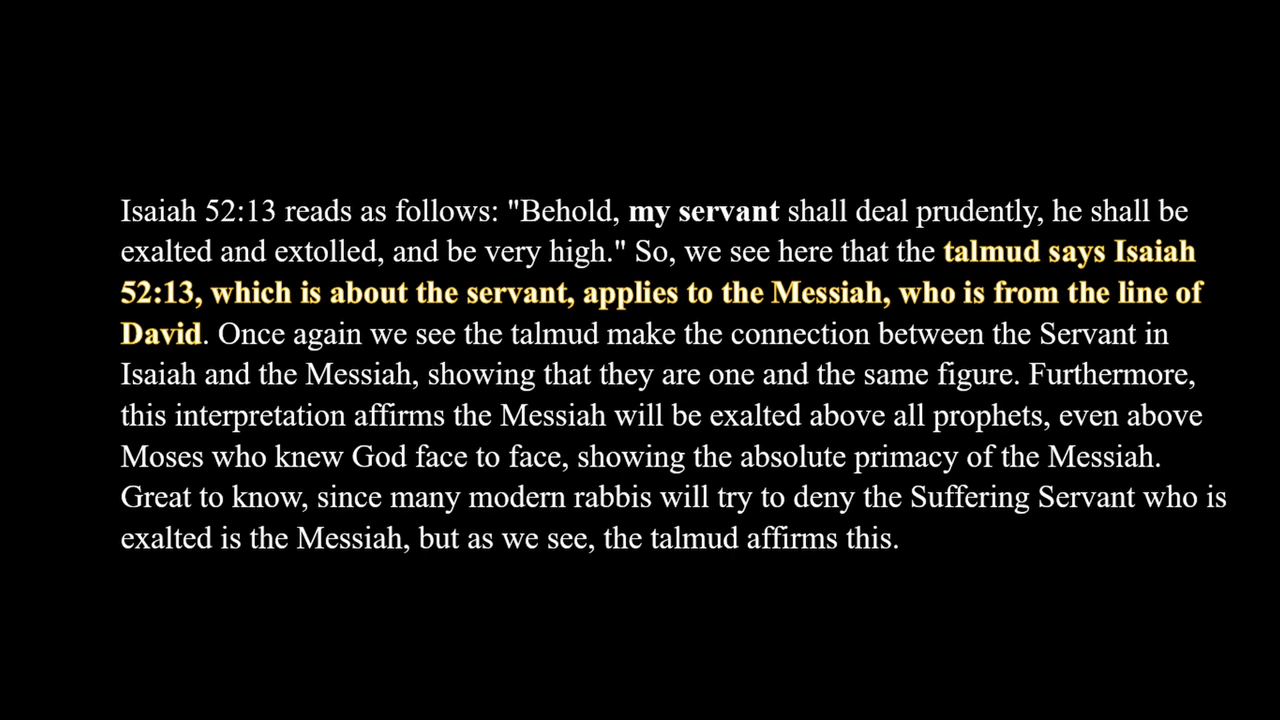 Isaiah 52:13 reads as follows: "Behold, my servant shall deal prudently, he shall be
exalted and extolled, and be very high." So, we see here that the talmud says Isaiah
52:13, which is about the servant, applies to the Messiah, who is from the line of
David. Once again we see the talmud make the connection between the Servant in
Isaiah and the Messiah, showing that they are one and the same figure. Furthermore,
this interpretation affirms the Messiah will be exalted above all prophets, even above
Moses who knew God face to face, showing the absolute primacy of the Messiah.
Great to know, since many modern rabbis will try to deny the Suffering Servant who is
exalted is the Messiah, but as we see, the talmud affirms this.